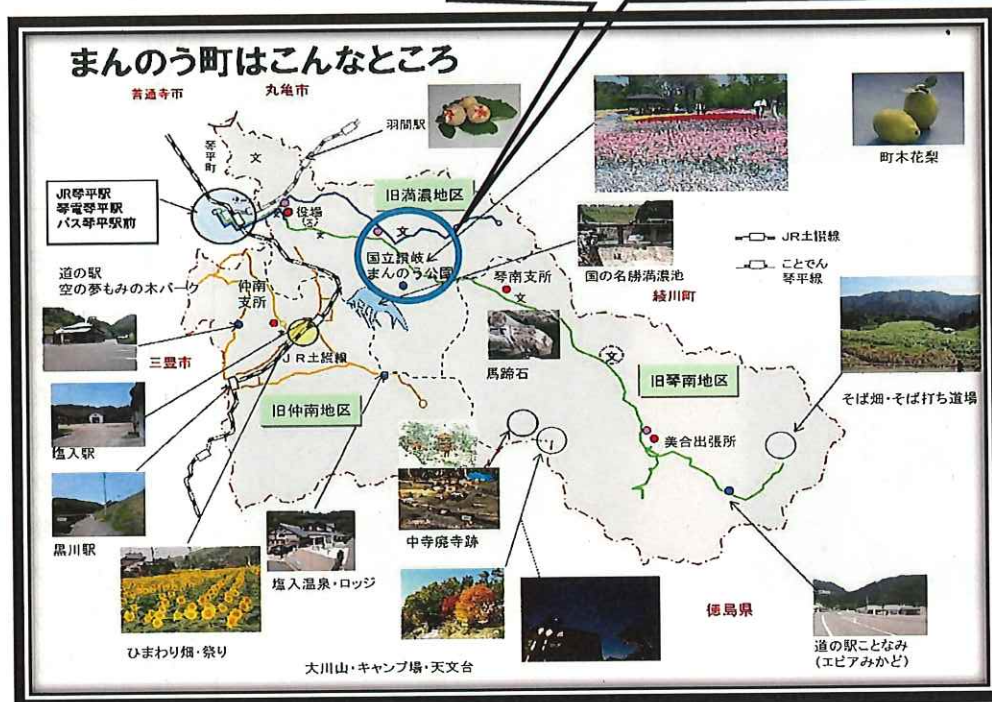 まんのう町はこんなところ
善通寺市
丸亀市
羽間駅
琴平町
文
町木花梨
JR琴平駅
琴電琴平駅
バス琴平駅前
旧満濃地区
役場
文
文
文
国立讃岐
まんのう公園
国の名勝満濃池
JR土讃線
ことでん
琴平線
道の駅
空の夢もみの木パーク
仲南
支所
琴南支所
文
綾川町
三豊市
JR土讃線
馬蹄石
文
旧琴南地区
そば畑・そば打ち道場
旧仲南地区
塩入駅
美合出張所
黒川駅
塩入温泉・ロッジ
中寺廃寺跡
ひまわり畑・祭り
大川山・キャンプ場・天文台
徳島県
道の駅ことなみ
(エピアみかど)